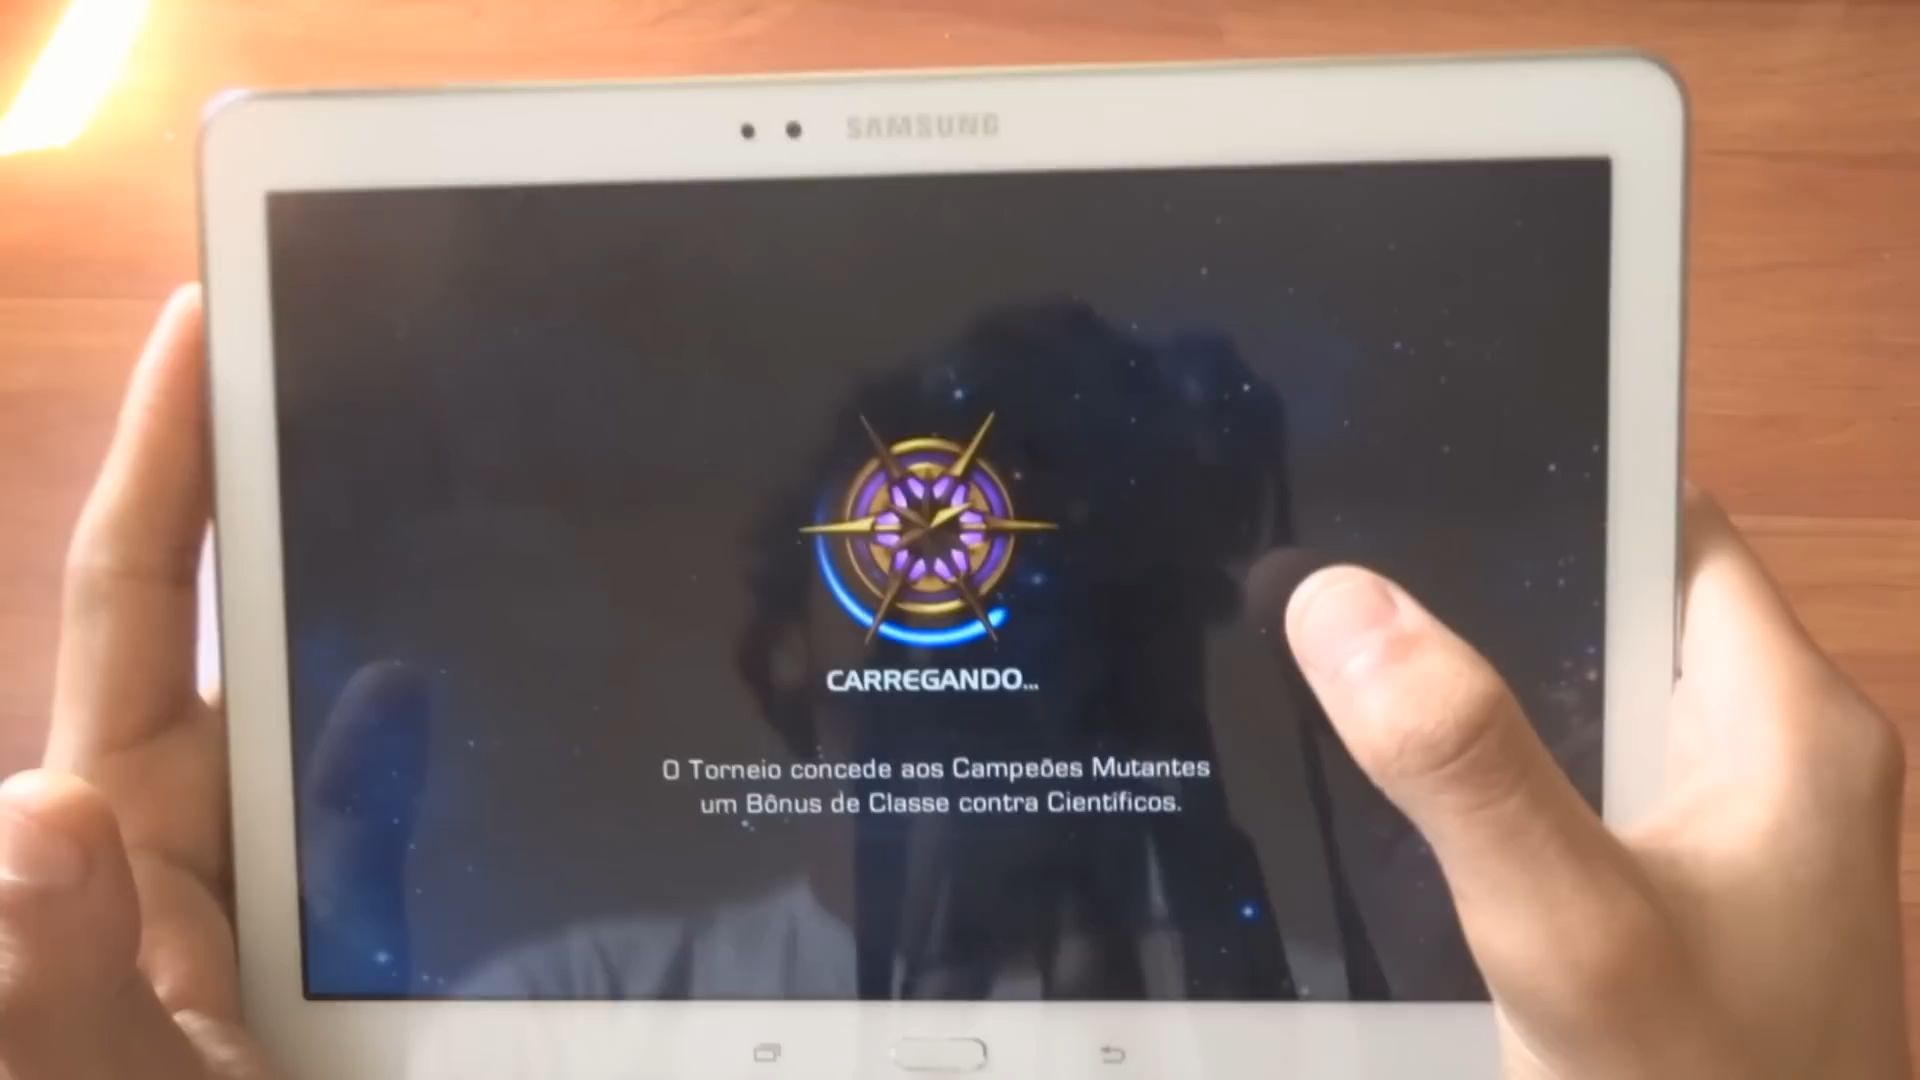 SAMSUNG
CARREGANDO...
O Torneio concede aos Campeões Mutantes
um Bônus de Classe contra Científicos.